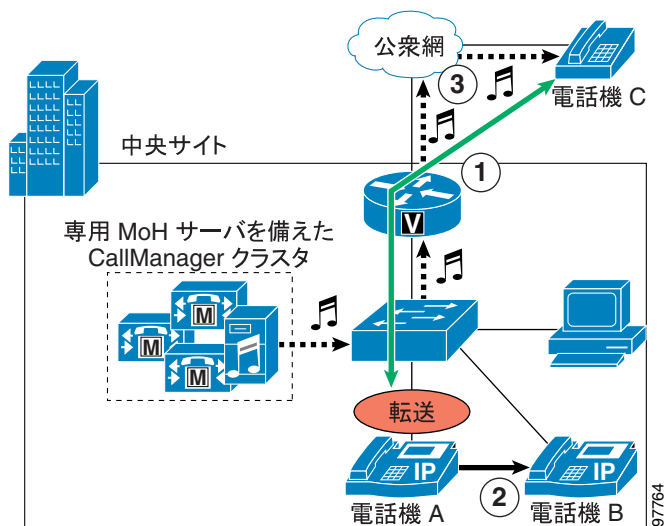 公衆網
3
電話機 C
中央サイト
1
専用 MoH サーバを備えた
CallManager クラスタ
V
M
M
M
転送
IP
IP
2
電話機 A
電話機 B
97764